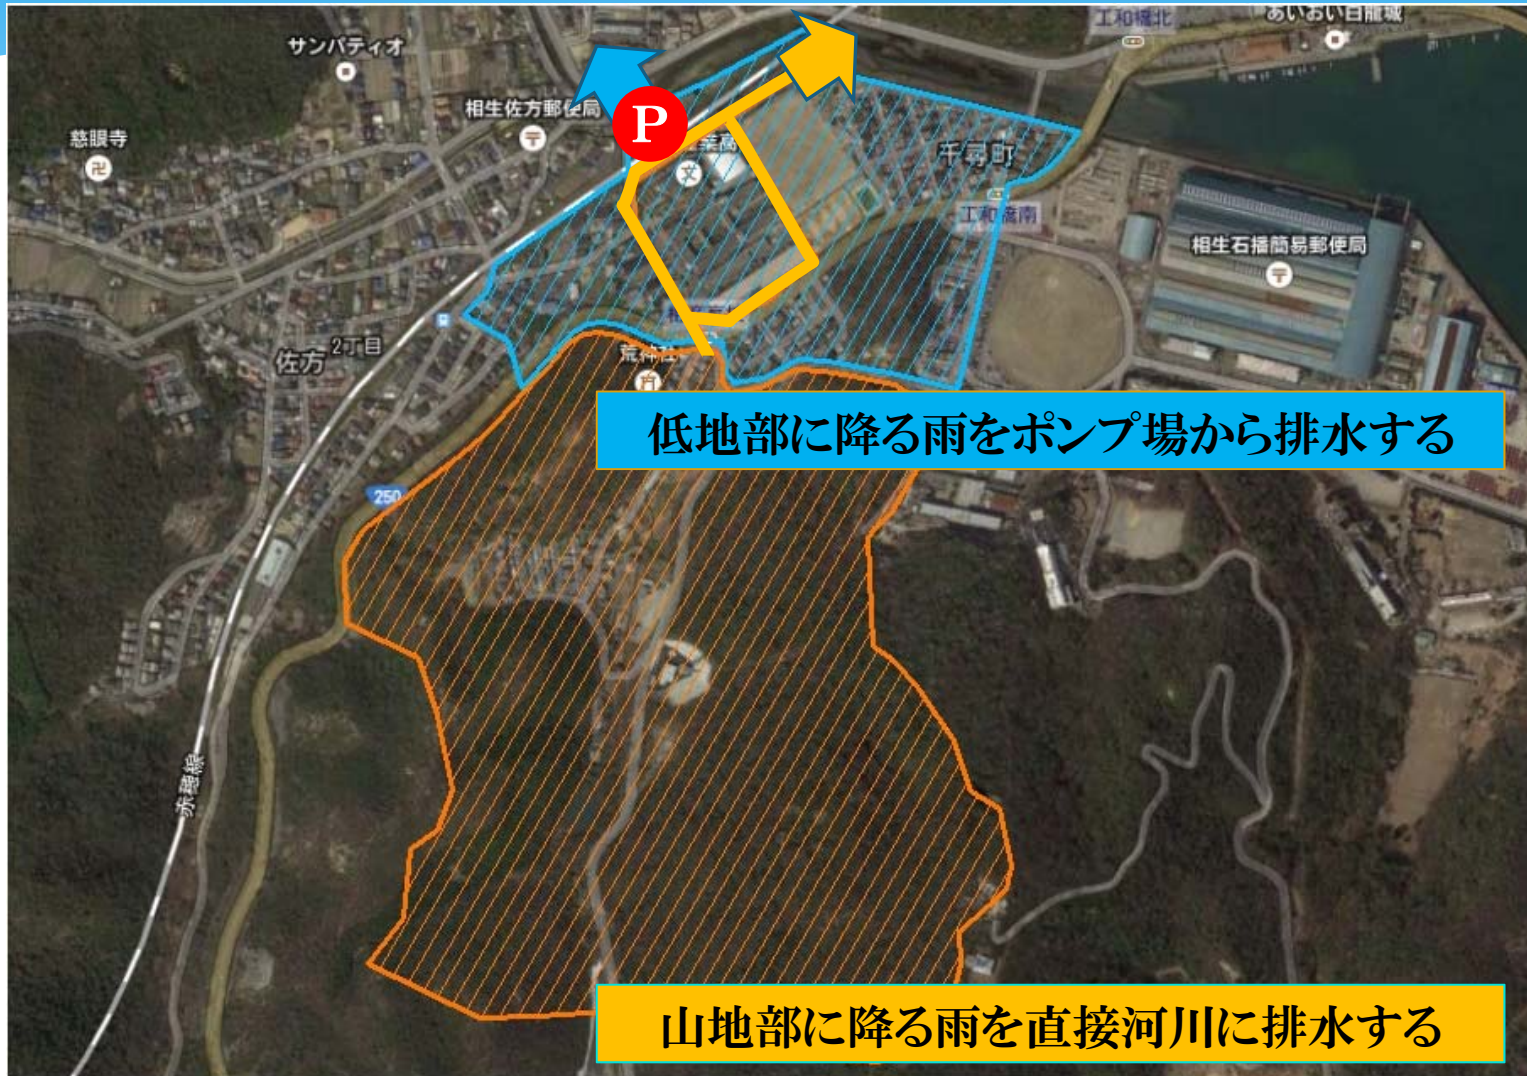 工和橋北
あいおい白龍城
サンパティオ
相生佐方郵便局
P
慈眼寺
業高
千尋町
工和橋南
相生石播簡易郵便局
2丁目
佐方
荒神社
低地部に降る雨をポンプ場から排水する
250
赤穂線
山地部に降る雨を直接河川に排水する